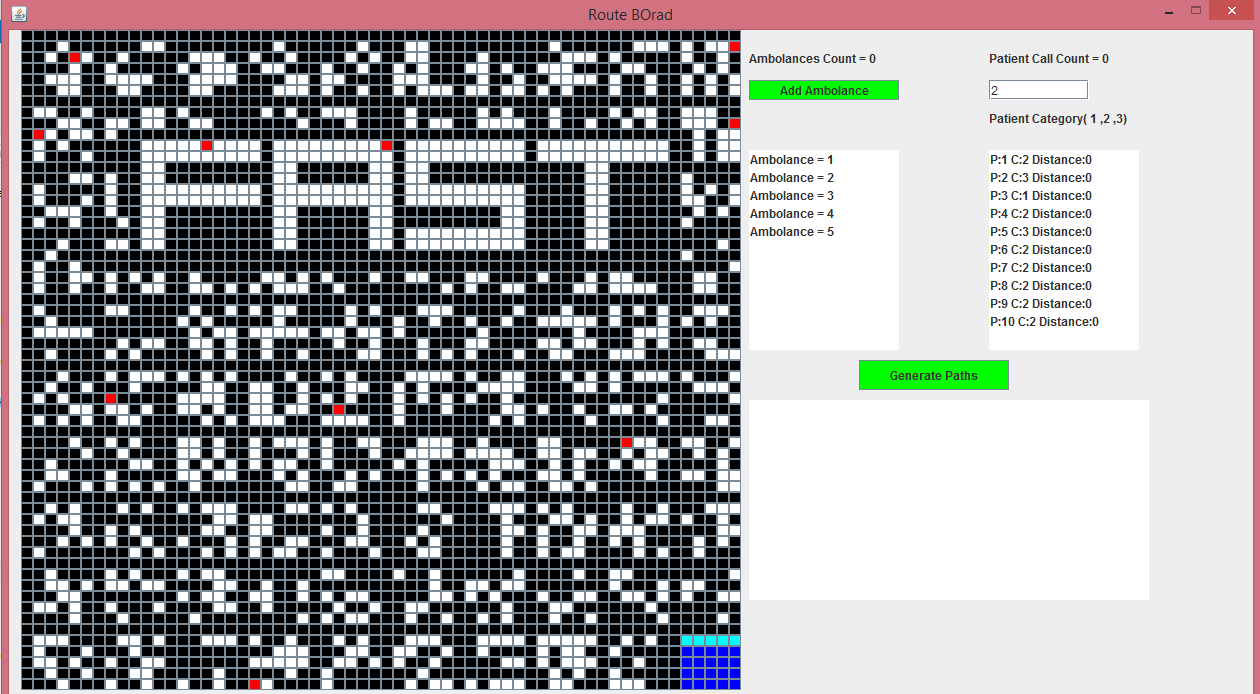 Route BOrad
Ambolances Count = 0
Patient Call Count = 0
Add Ambolance
2
Patient Category( 1 ,2 ,3)
Ambolance = 1
Ambolance = 2
Ambolance = 3
Ambolance = 4
Ambolance = 5
P:1 C:2 Distance:0
P:2 C:3 Distance:0
P:3 C:1 Distance:0
P:4 C:2 Distance:0
P:5 C:3 Distance:0
P:6 C:2 Distance:0
P:7 C:2 Distance:0
P:8 C:2 Distance:0
P:9 C:2 Distance:0
P:10 C:2 Distance:0
Generate Paths
FAST